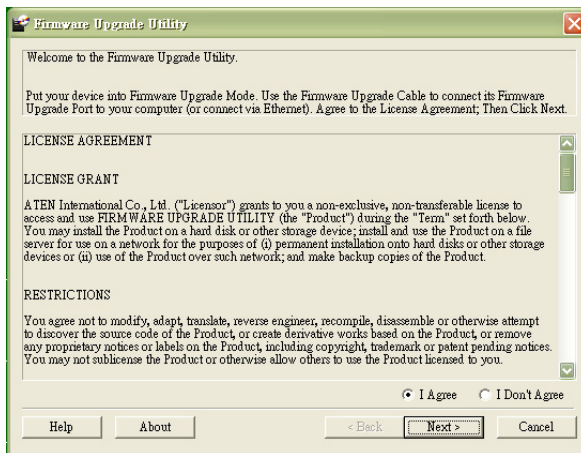 Firmware Upgrade Utility
Welcome to the Firmware Upgrade Utility.
Put your device into Firmware Upgrade Mode. Use the Firmware Upgrade Cable to connect its Firmware
Upgrade Port to your computer (or connect via Ethernet). Agree to the License Agreement; Then Click Next.
LICENSE AGREEMENT
LICENSE GRANT
ATEN International Co., Ltd. ("Licensor") grants to you a non-exclusive, non-transferable license to
access and use FIRMWARE UPGRADE UTILITY (the "Product") during the "Term" set forth below.
You may install the Product on a hard disk or other storage device; install and use the Product on a file
server for use on a network for the purposes of (i) permanent installation onto hard disks or other storage
devices or (ii) use of the Product over such network; and make backup copies of the Product.
RESTRICTIONS
You agree not to modify, adapt, translate, reverse engineer, recompile, disassemble or otherwise attempt
to discover the source code of the Product, or create derivative works based on the Product, or remove
any proprietary notices or labels on the Product, including copyright, trademark or patent pending notices.
You may not sublicense the Product or otherwise allow others to use the Product licensed to you.
I Agree I Don't Agree
Help About < Back Next > Cancel